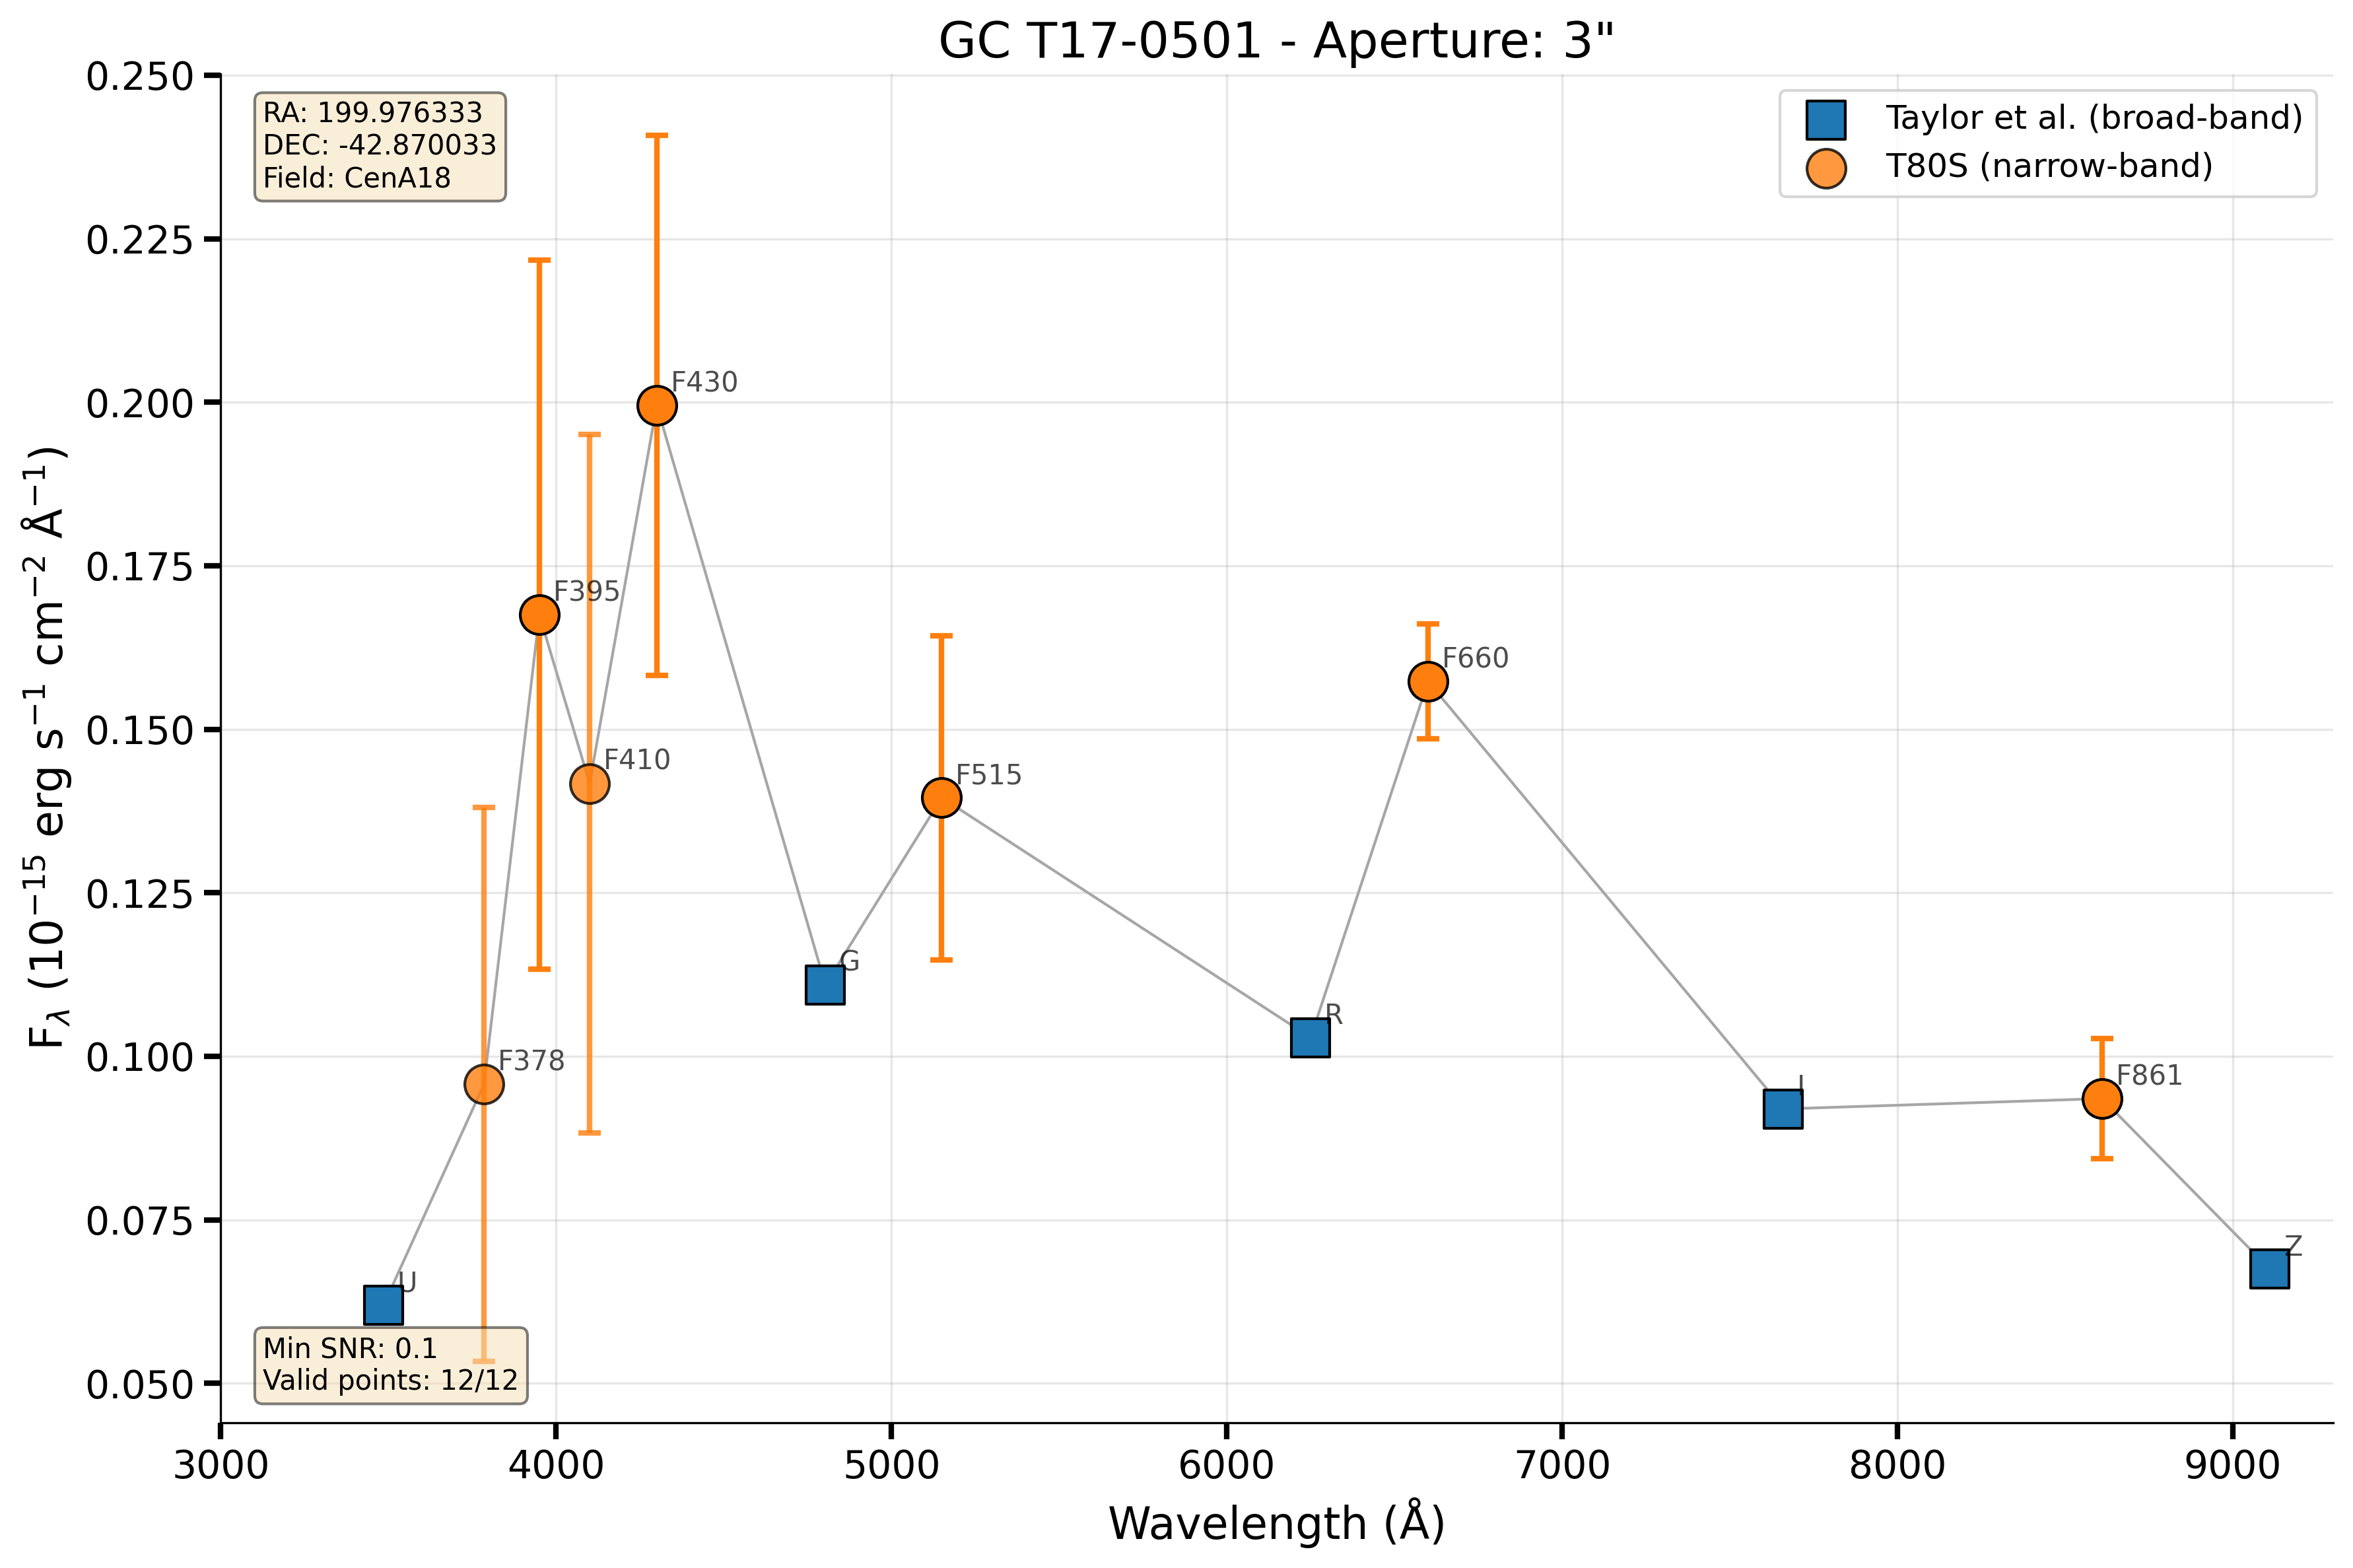 GC T17-0501 - Aperture: 3"
0.250
0.225
0.200
0.175
0.150
0.125
0.100
0.075
0.050
F_λ (10⁻¹⁵ erg s⁻¹ cm⁻² Å⁻¹)
RA: 199.976333
DEC: -42.870033
Field: CenA18
Taylor et al. (broad-band)
T80S (narrow-band)
F430
F395
F660
F410
F515
G
R
F378
I
F861
Z
U
Min SNR: 0.1
Valid points: 12/12
3000 4000 5000 6000 7000 8000 9000
Wavelength (Å)